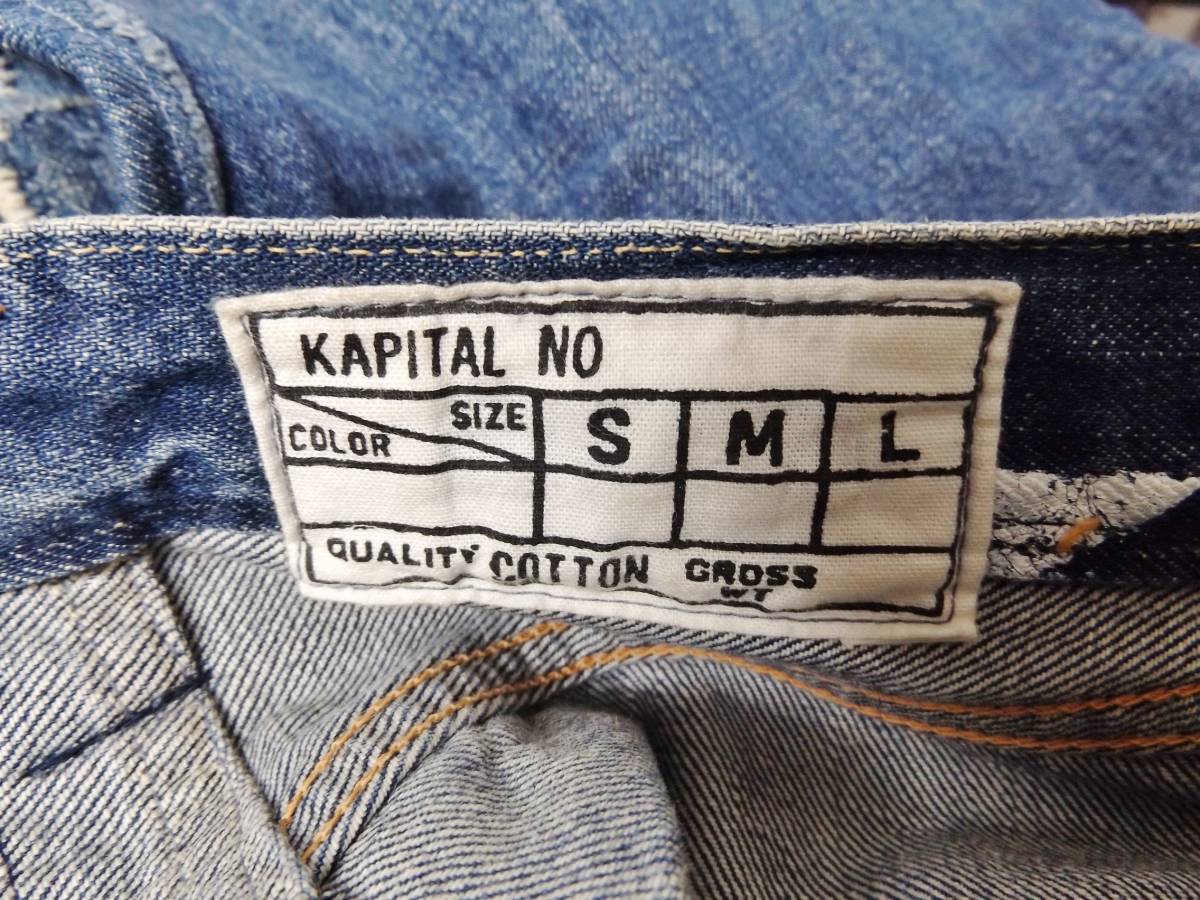 KAPITAL NO
SIZE S M L
COLOR
QUALITY COTTON GROSS
WT